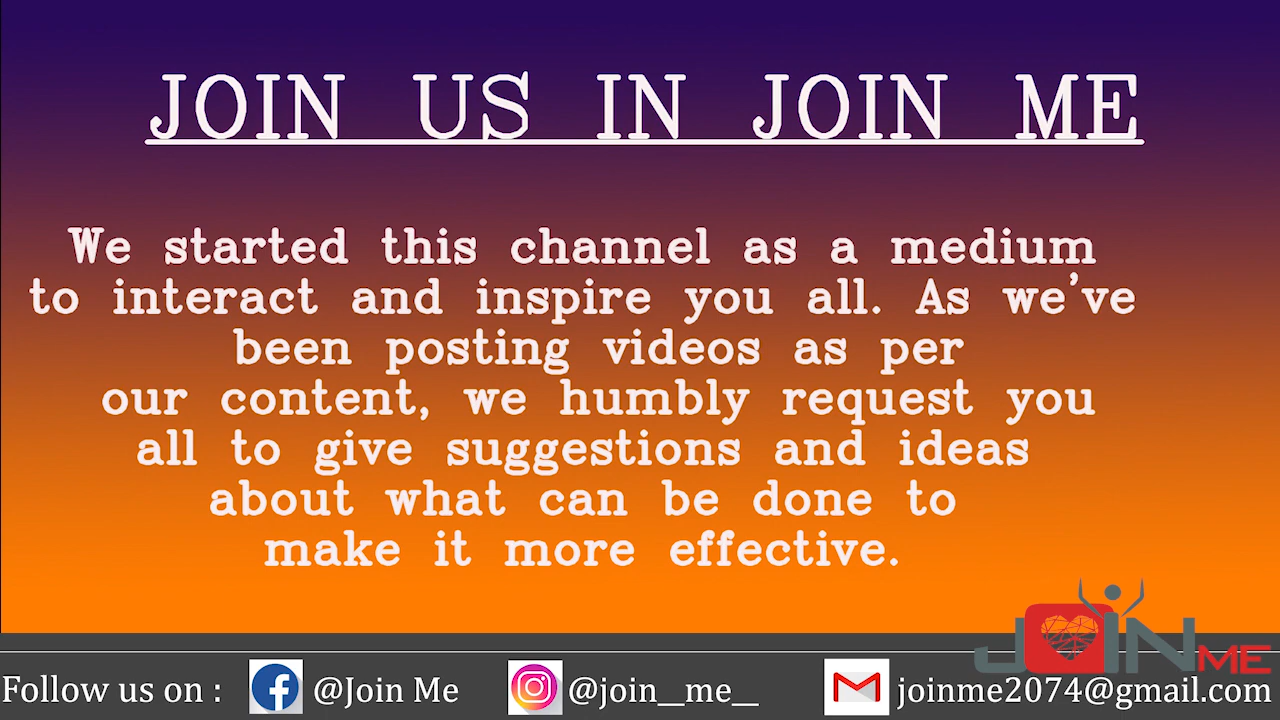 JOIN US IN JOIN ME
We started this channel as a medium
to interact and inspire you all. As we've
been posting videos as per
our content, we humbly request you
all to give suggestions and ideas
about what can be done to
make it more effective.
JOIN ME
Follow us on : @Join Me @join__me_ joinme2074@gmail.com